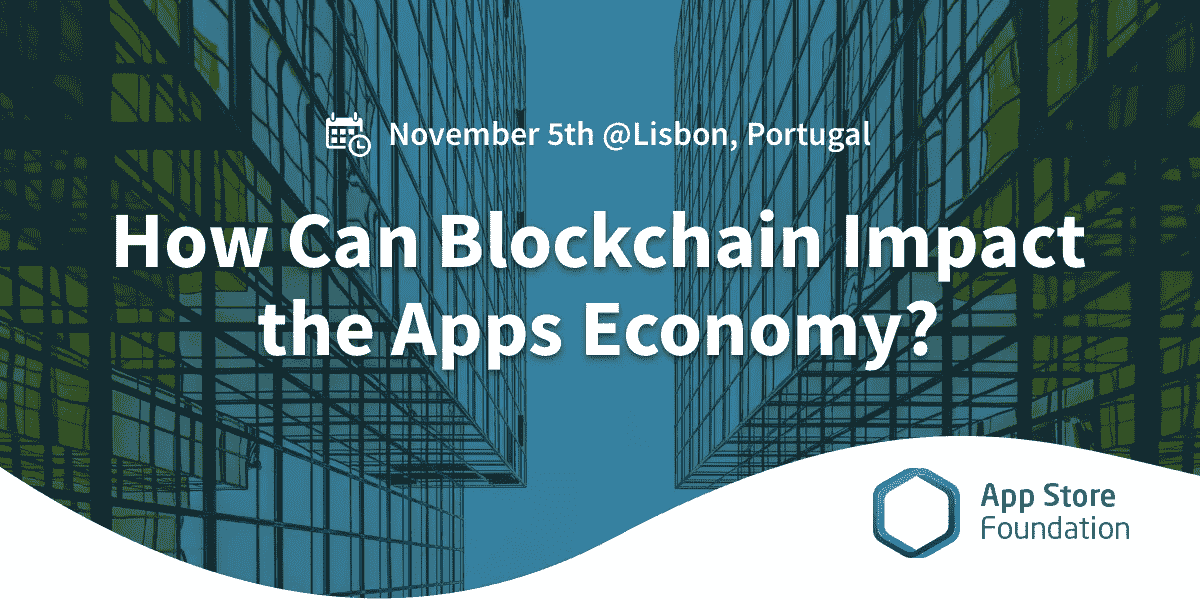 November 5th @Lisbon, Portugal
How Can Blockchain Impact
the Apps Economy?
App Store
Foundation